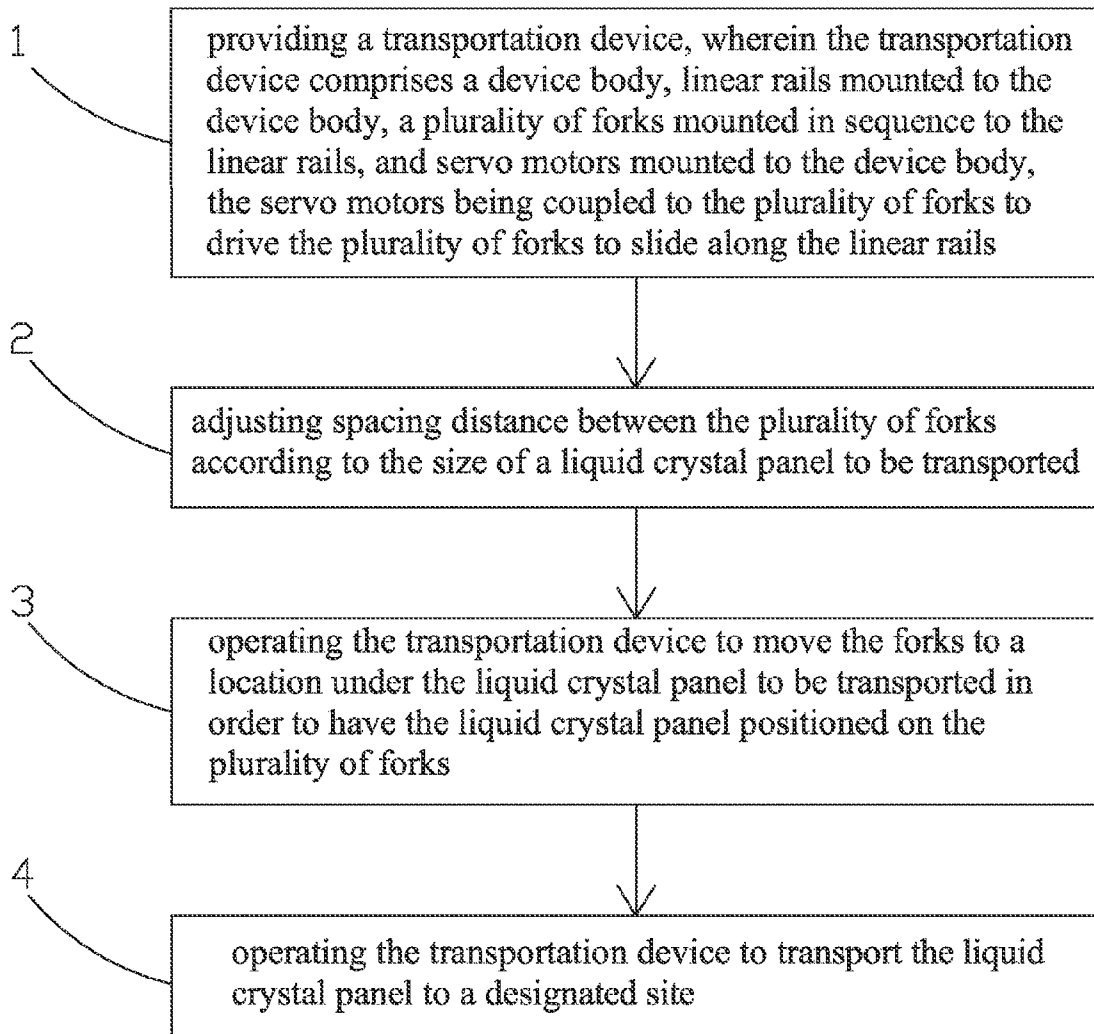 1
providing a transportation device, wherein the transportation
device comprises a device body, linear rails mounted to the
device body, a plurality of forks mounted in sequence to the
linear rails, and servo motors mounted to the device body,
the servo motors being coupled to the plurality of forks to
drive the plurality of forks to slide along the linear rails
2
adjusting spacing distance between the plurality of forks
according to the size of a liquid crystal panel to be transported
3
operating the transportation device to move the forks to a
location under the liquid crystal panel to be transported in
order to have the liquid crystal panel positioned on the
plurality of forks
4
operating the transportation device to transport the liquid
crystal panel to a designated site